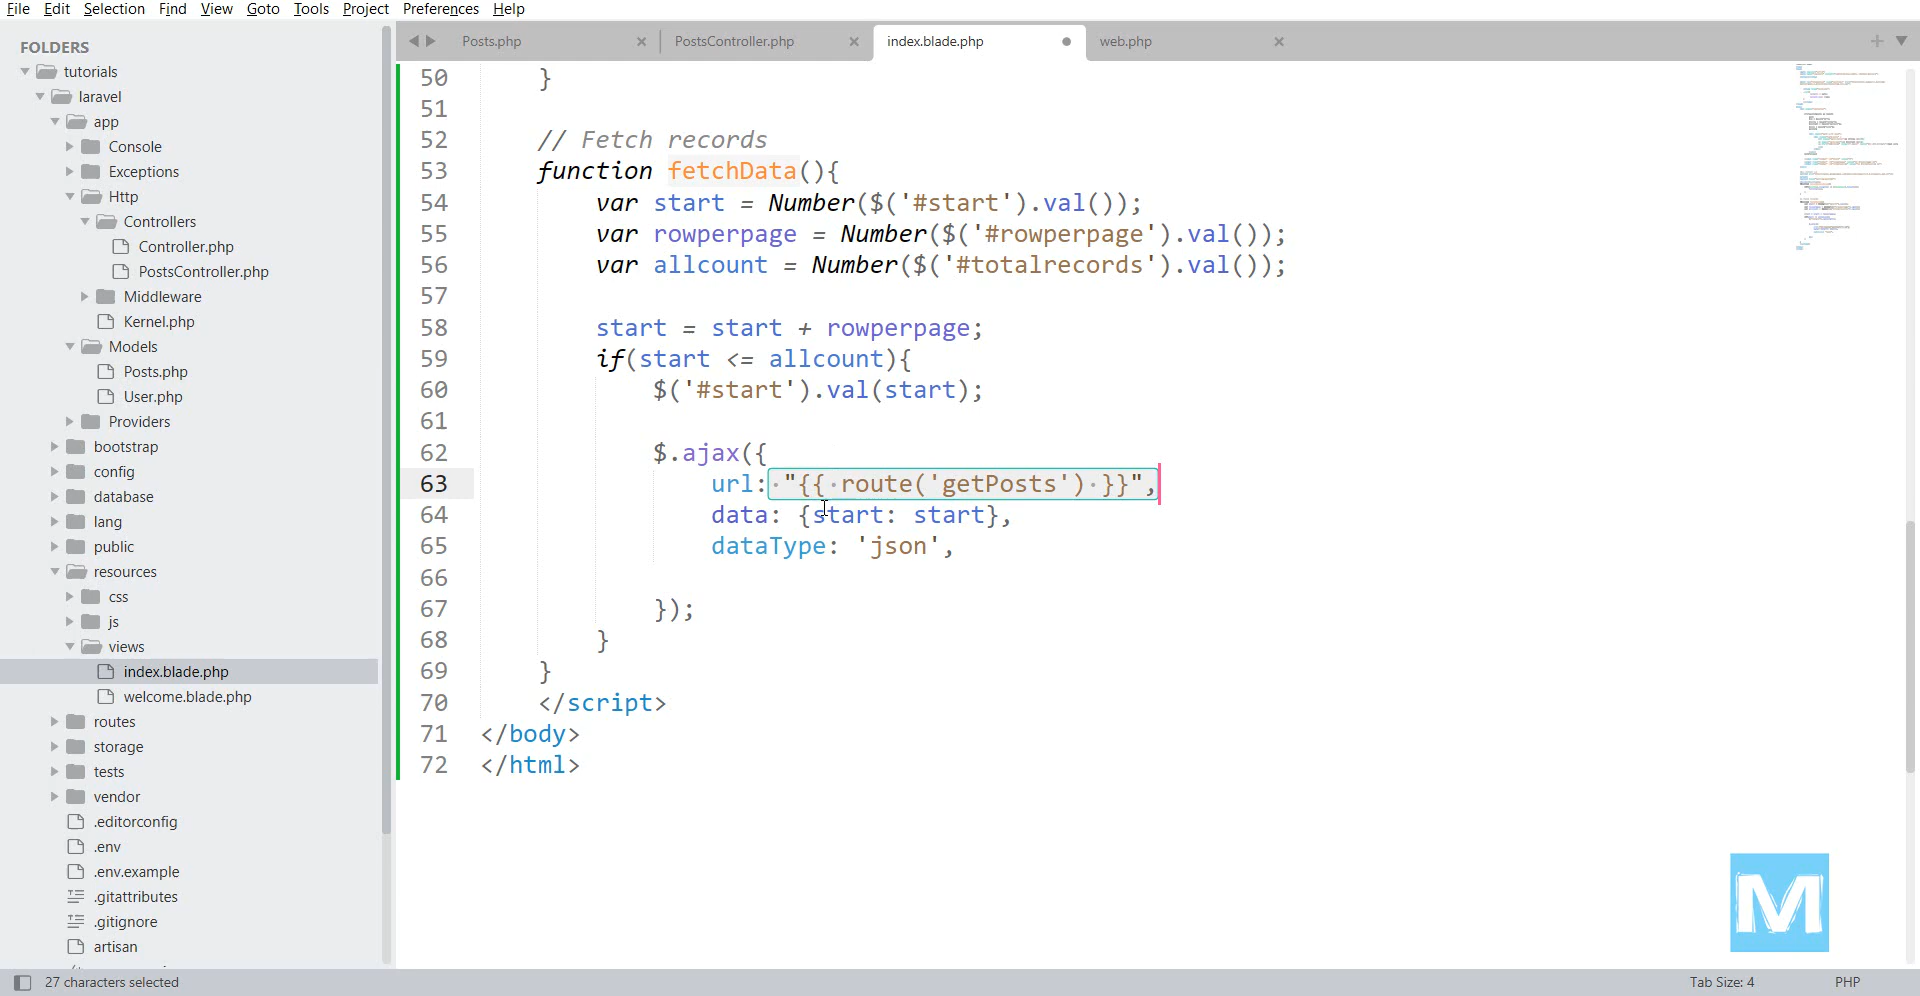 File Edit Selection Find View Goto Tools Project Preferences Help
FOLDERS
tutorials
laravel
app
Console
Exceptions
Http
Controllers
Controller.php
PostsController.php
Middleware
Kernel.php
Models
Posts.php
User.php
Providers
bootstrap
config
database
lang
public
resources
css
js
views
index.blade.php
welcome.blade.php
routes
storage
tests
vendor
.editorconfig
.env
.env.example
.gitattributes
.gitignore
artisan
Posts.php PostsController.php index.blade.php web.php
50 }
51
52 // Fetch records
53 function fetchData(){
54 var start = Number($('#start').val());
55 var rowperpage = Number($('#rowperpage').val());
56 var allcount = Number($('#totalrecords').val());
57
58 start = start + rowperpage;
59 if(start <= allcount){
60 $('#start').val(start);
61
62 $.ajax({
63 url: "{{ route('getPosts') }}",
64 data: {start: start},
65 dataType: 'json',
66
67 });
68 }
69 }
70 </script>
71 </body>
72 </html>
M
27 characters selected Tab Size: 4 PHP